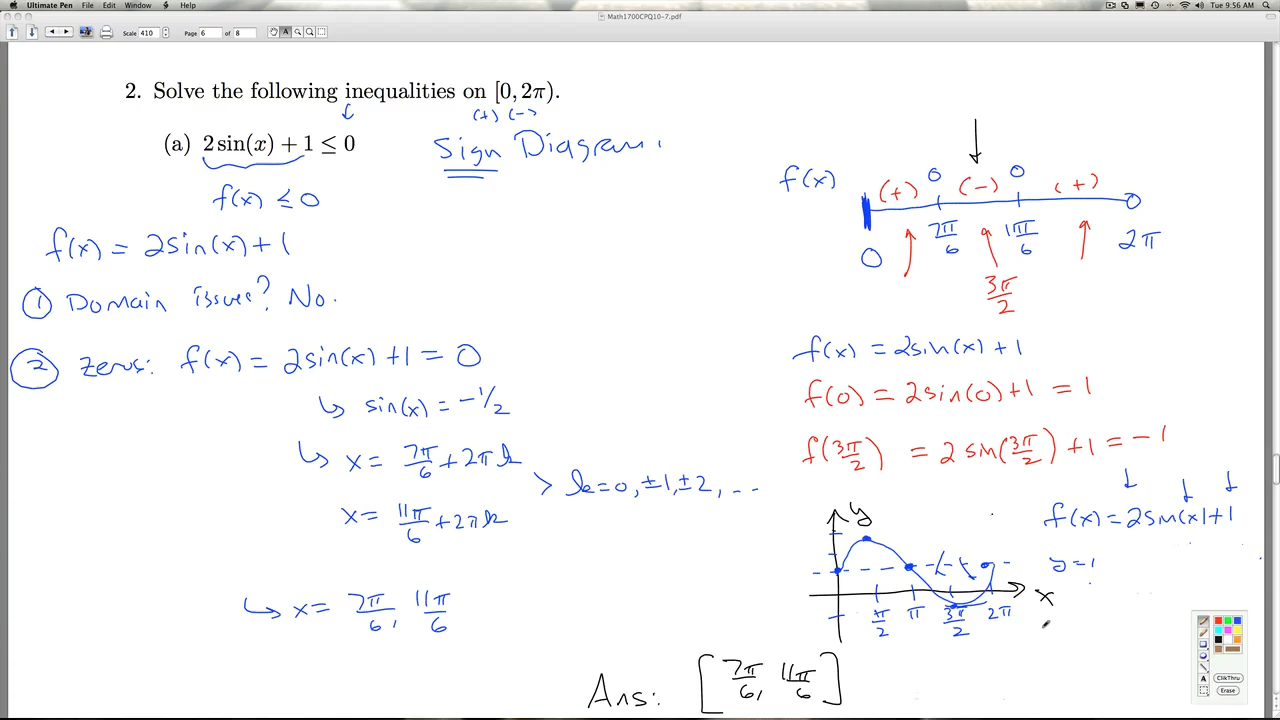 Ultimate Pen File Edit Window Help Tue 9:56 AM
Math1700CPQ10-7.pdf
Scale 410 Page 6 of 8
2. Solve the following inequalities on [0, 2π).
(+) (−)
(a) 2 sin(x) + 1 ≤ 0 Sign Diagram.
f(x) ≤ 0
f(x) = 2sin(x)+1
① Domain issues? No.
② Zeros: f(x) = 2sin(x)+1 = 0
↳ sin(x) = −1/2
↳ x = 7π/6 + 2πk
x = 11π/6 + 2πk > k=0, ±1, ±2, ...
↳ x = 7π/6, 11π/6
f(x) (+) 0 (−) 0 (+)
0 7π/6 11π/6 2π
3π/2
f(x) = 2sin(x)+1
f(0) = 2sin(0)+1 = 1
f(3π/2) = 2 sin(3π/2) + 1 = −1
f(x) = 2sin(x)+1
y=1
y
x
π/2 π 3π/2 2π
Ans: [7π/6, 11π/6]
ClikThru
Erase